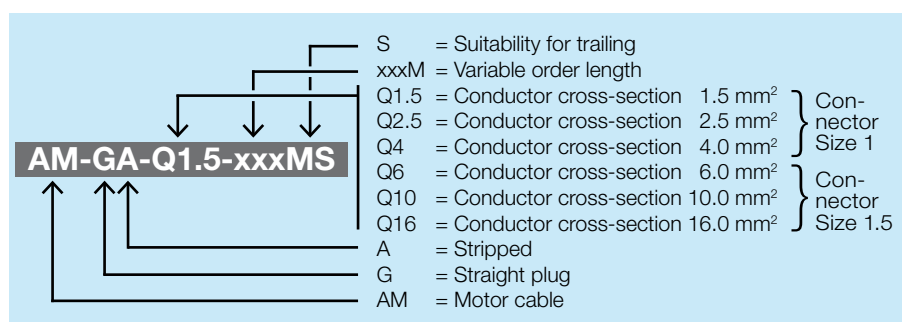 S = Suitability for trailing
xxxM = Variable order length
Q1.5 = Conductor cross-section 1.5 mm²
Q2.5 = Conductor cross-section 2.5 mm²
Q4 = Conductor cross-section 4.0 mm²
Con-
nector
Size 1
AM-GA-Q1.5-xxxMS
Q6 = Conductor cross-section 6.0 mm²
Q10 = Conductor cross-section 10.0 mm²
Q16 = Conductor cross-section 16.0 mm²
Con-
nector
Size 1.5
A = Stripped
G = Straight plug
AM = Motor cable